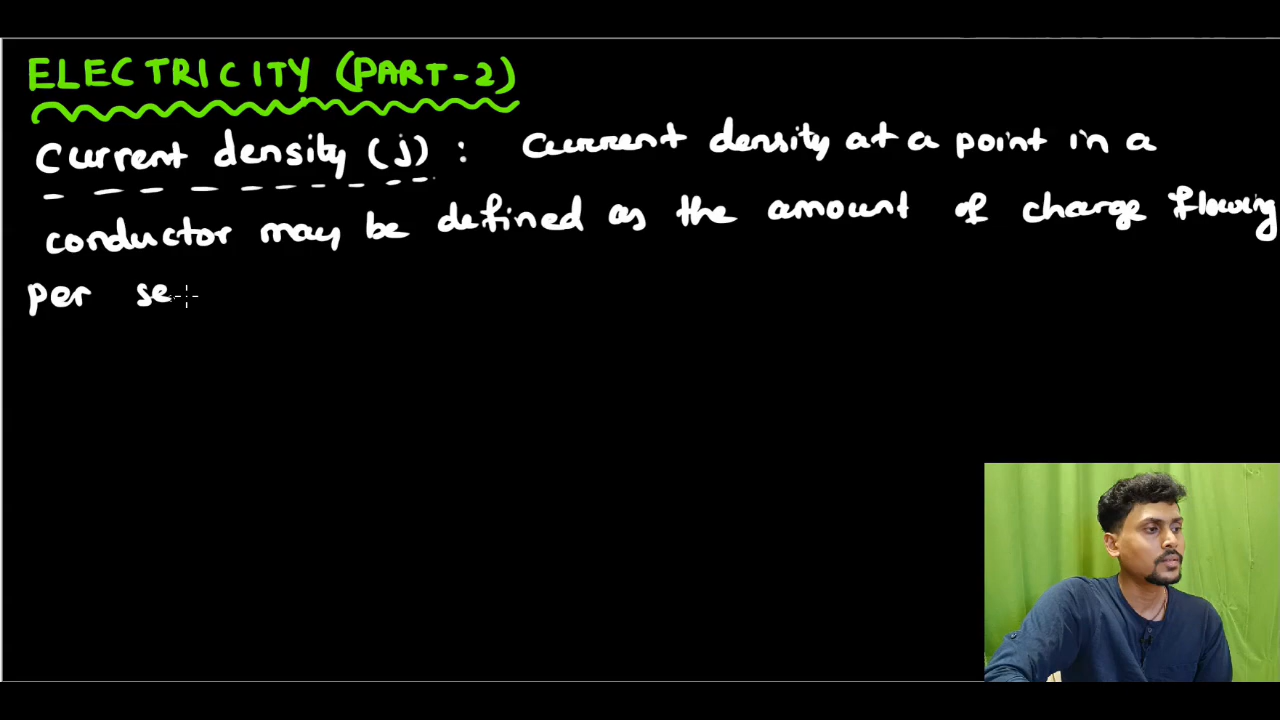 ELECTRICITY (PART-2)
Current density (j) : Current density at a point in a
conductor may be defined as the amount of charge flowing
per se